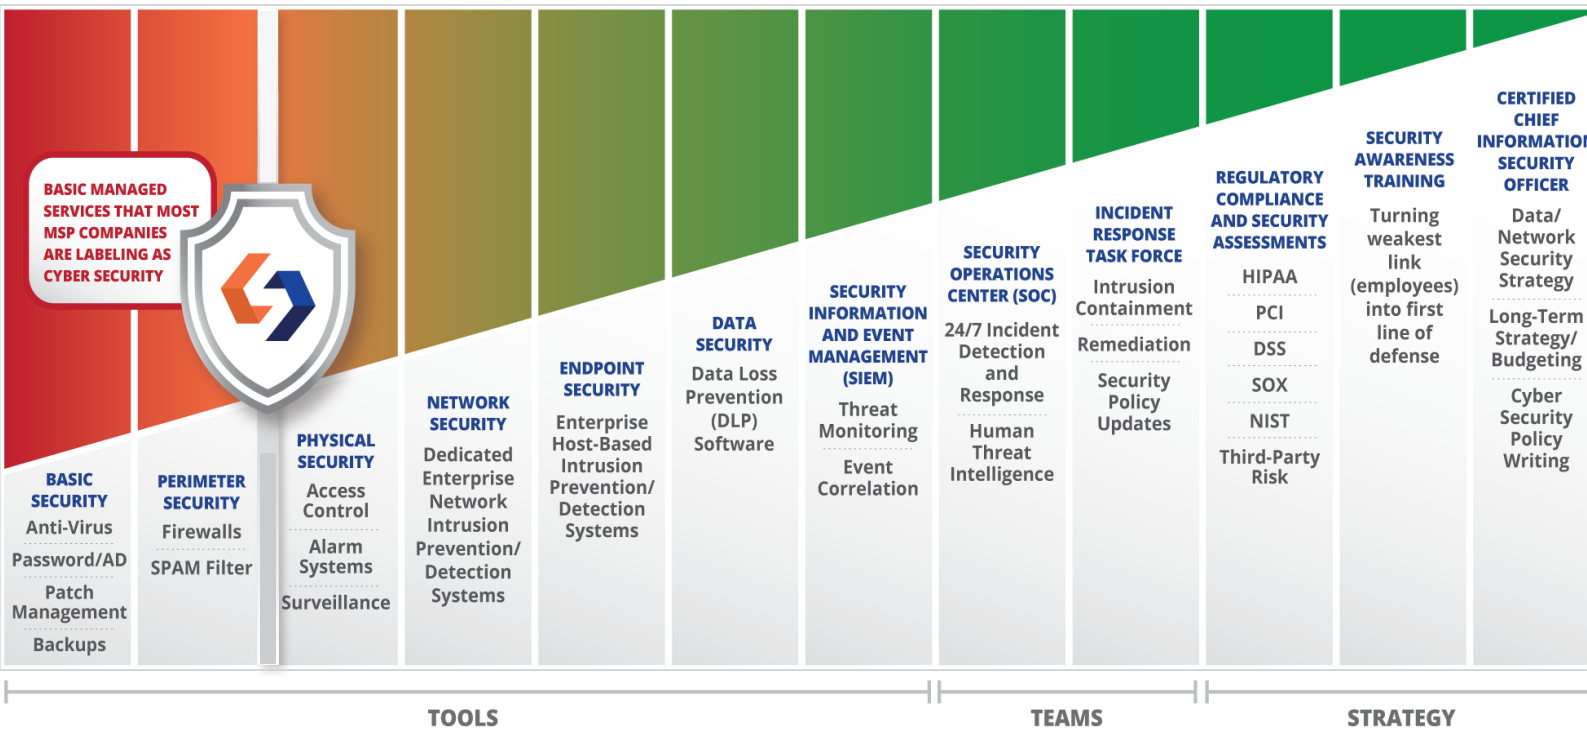 BASIC MANAGED
SERVICES THAT MOST
MSP COMPANIES
ARE LABELING AS
CYBER SECURITY
BASIC
SECURITY
Anti-Virus
Password/AD
Patch
Management
Backups
PERIMETER
SECURITY
Firewalls
SPAM Filter
PHYSICAL
SECURITY
Access
Control
Alarm
Systems
Surveillance
NETWORK
SECURITY
Dedicated
Enterprise
Network
Intrusion
Prevention/
Detection
Systems
ENDPOINT
SECURITY
Enterprise
Host-Based
Intrusion
Prevention/
Detection
Systems
DATA
SECURITY
Data Loss
Prevention
(DLP)
Software
SECURITY
INFORMATION
AND EVENT
MANAGEMENT
(SIEM)
Threat
Monitoring
Event
Correlation
SECURITY
OPERATIONS
CENTER (SOC)
24/7 Incident
Detection
and
Response
Human
Threat
Intelligence
INCIDENT
RESPONSE
TASK FORCE
Intrusion
Containment
Remediation
Security
Policy
Updates
REGULATORY
COMPLIANCE
AND SECURITY
ASSESSMENTS
HIPAA
PCI
DSS
SOX
NIST
Third-Party
Risk
SECURITY
AWARENESS
TRAINING
Turning
weakest
link
(employees)
into first
line of
defense
CERTIFIED
CHIEF
INFORMATION
SECURITY
OFFICER
Data/
Network
Security
Strategy
Long-Term
Strategy/
Budgeting
Cyber
Security
Policy
Writing
TOOLS
TEAMS
STRATEGY